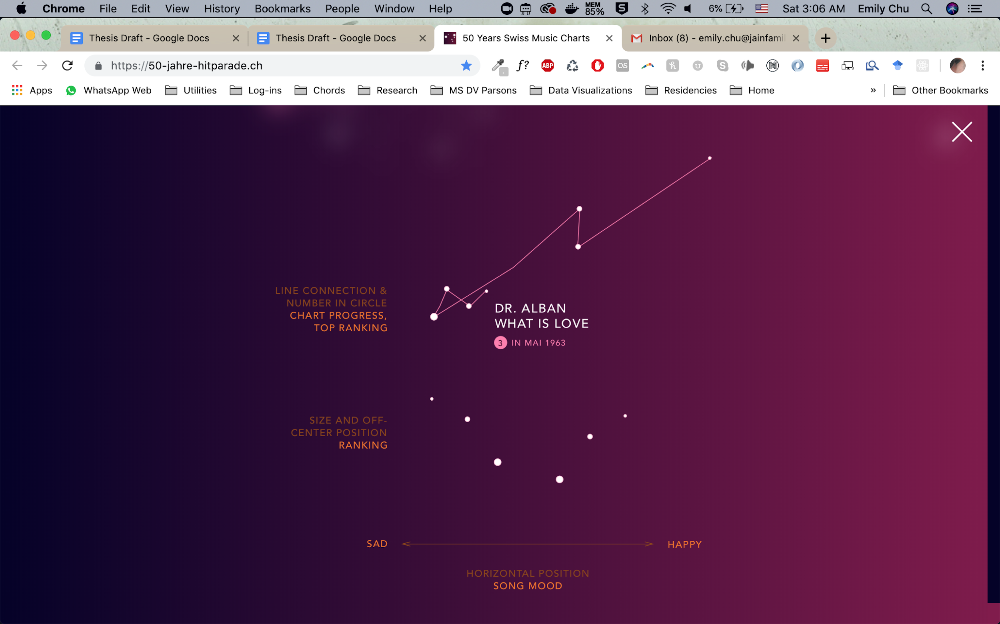 Chrome File Edit View History Bookmarks People Window Help MEM 85% 6% Sat 3:06 AM Emily Chu
Thesis Draft - Google Docs
Thesis Draft - Google Docs
50 Years Swiss Music Charts
Inbox (8) - emily.chu@jainfamil
https://50-jahre-hitparade.ch
f? ABP
Apps WhatsApp Web Utilities Log-ins Chords Research MS DV Parsons Data Visualizations Residencies Home » Other Bookmarks
LINE CONNECTION &
NUMBER IN CIRCLE
CHART PROGRESS,
TOP RANKING
DR. ALBAN
WHAT IS LOVE
3 IN MAI 1963
SIZE AND OFF-
CENTER POSITION
RANKING
SAD
HAPPY
HORIZONTAL POSITION
SONG MOOD